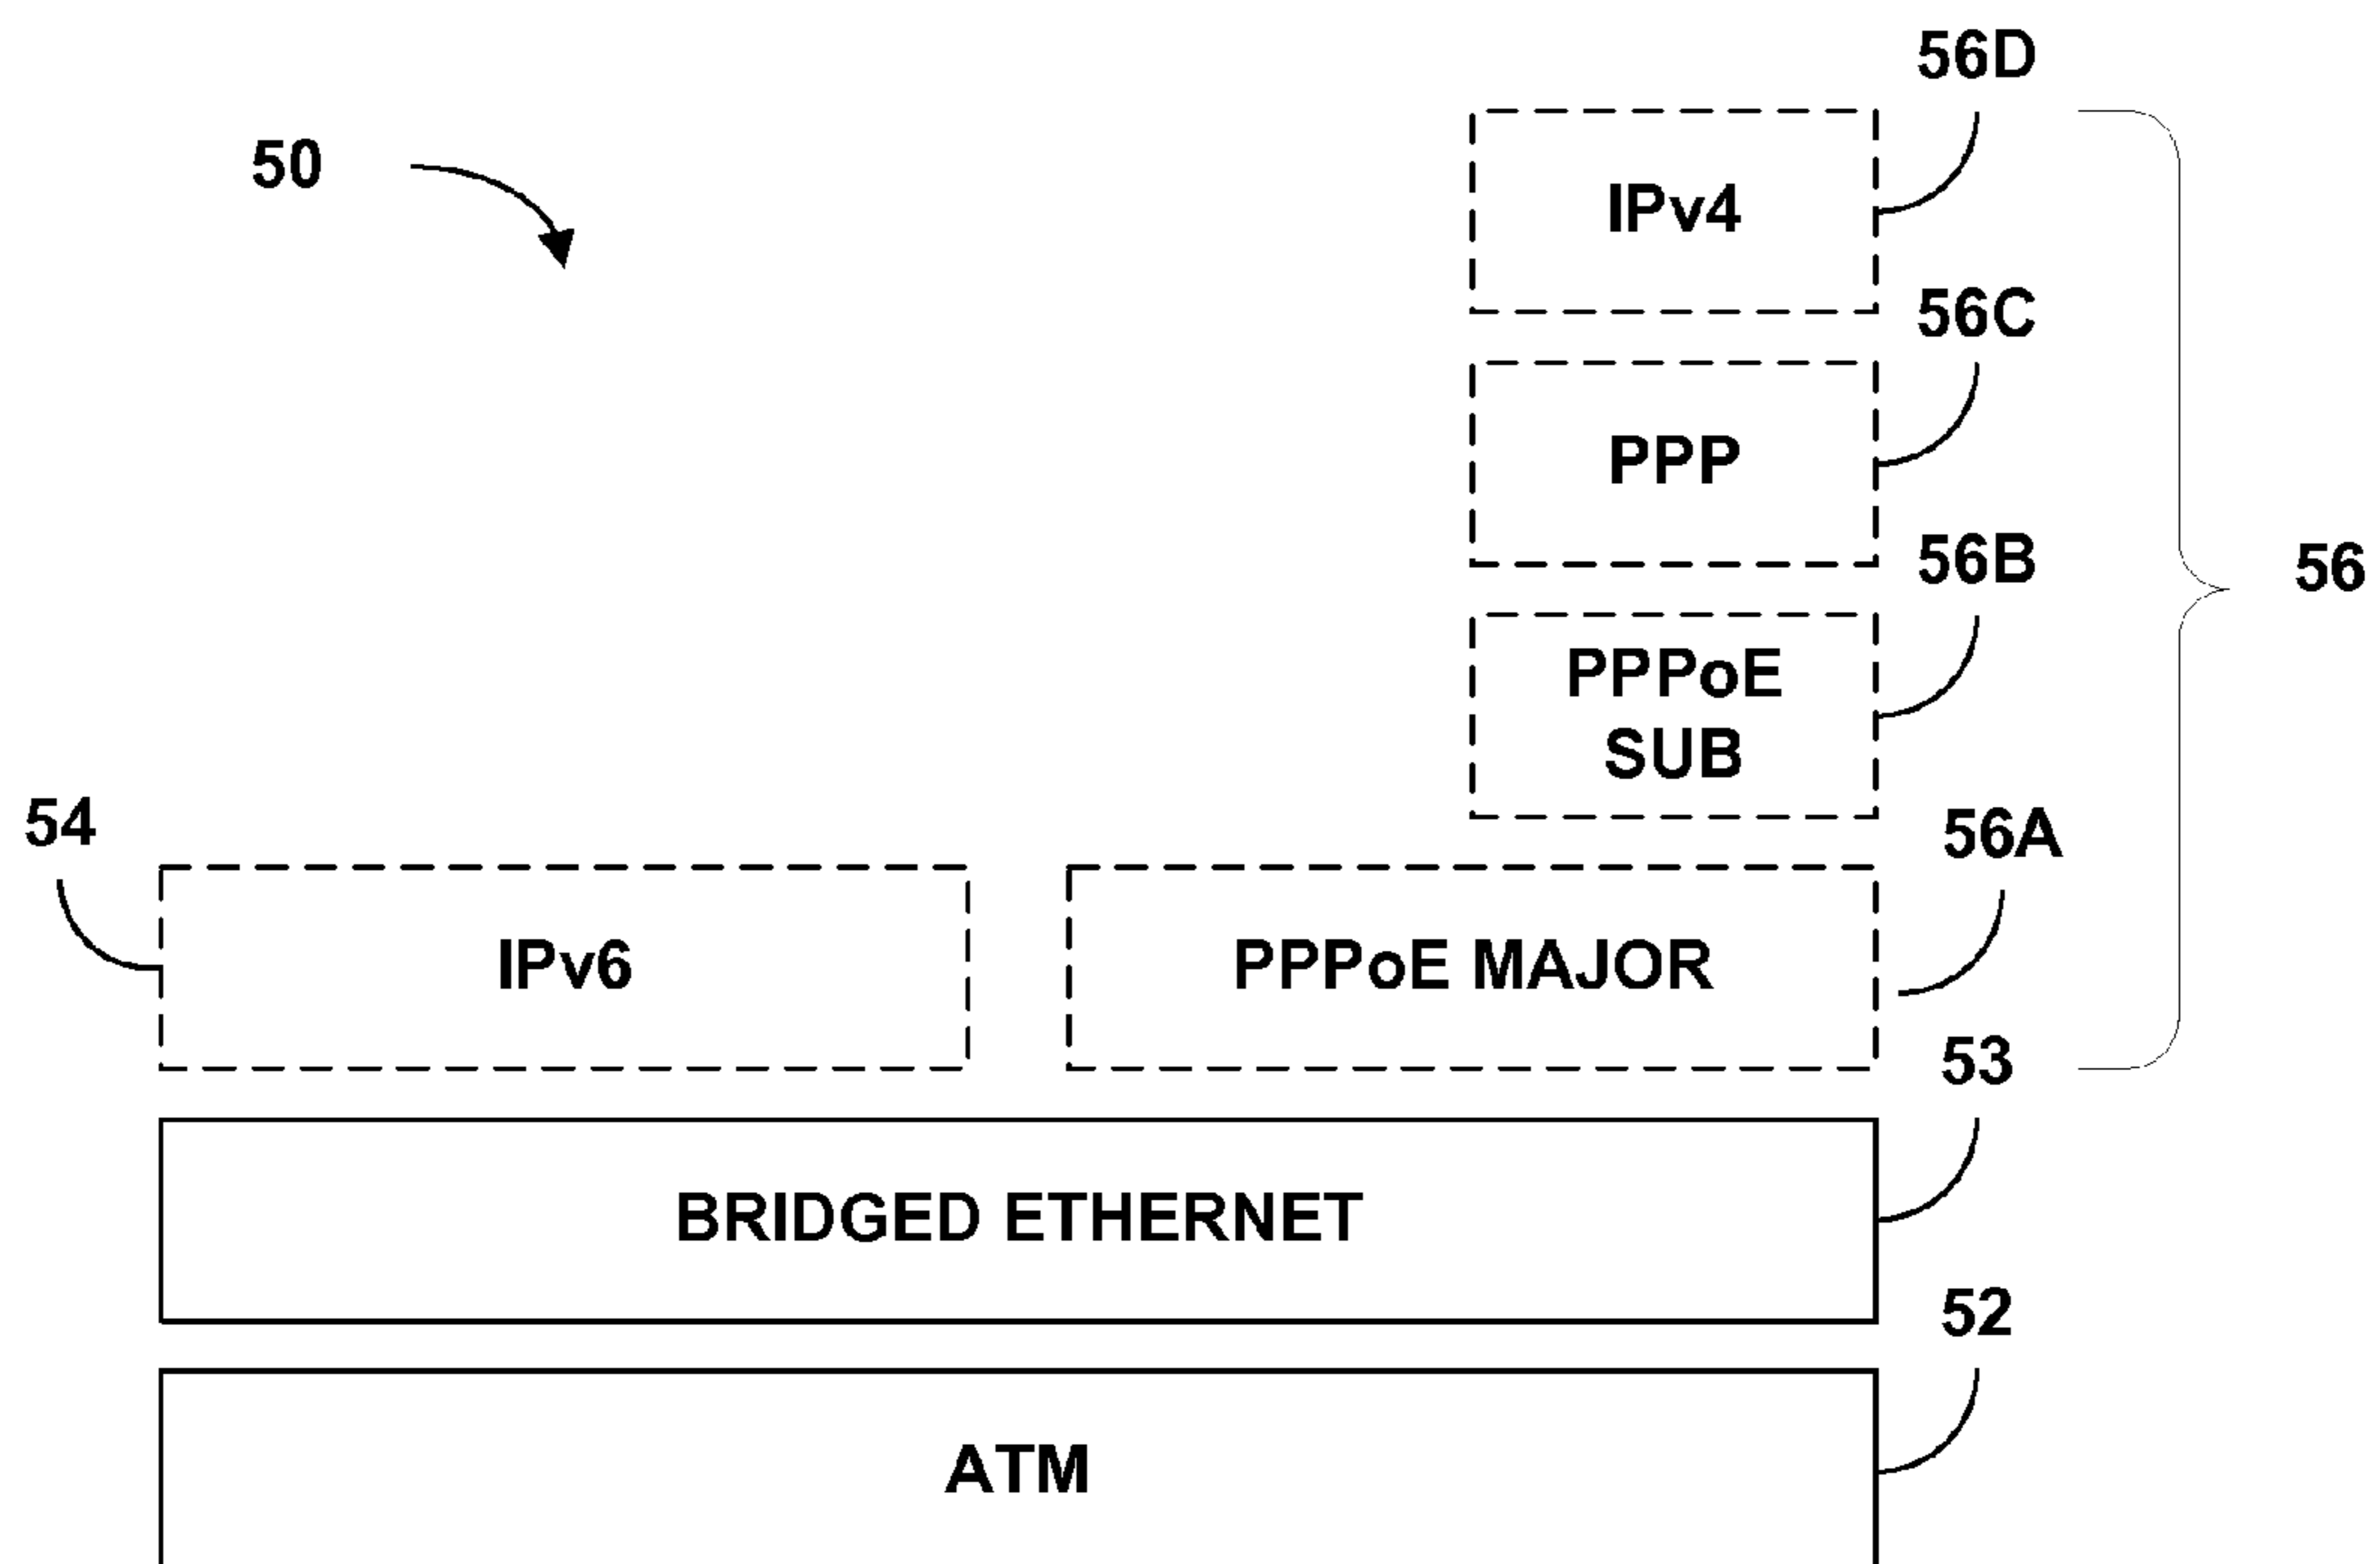 56D
50
IPv4
56C
PPP
56B
56
PPPoE
SUB
54
56A
IPv6
PPPoE MAJOR
53
BRIDGED ETHERNET
52
ATM